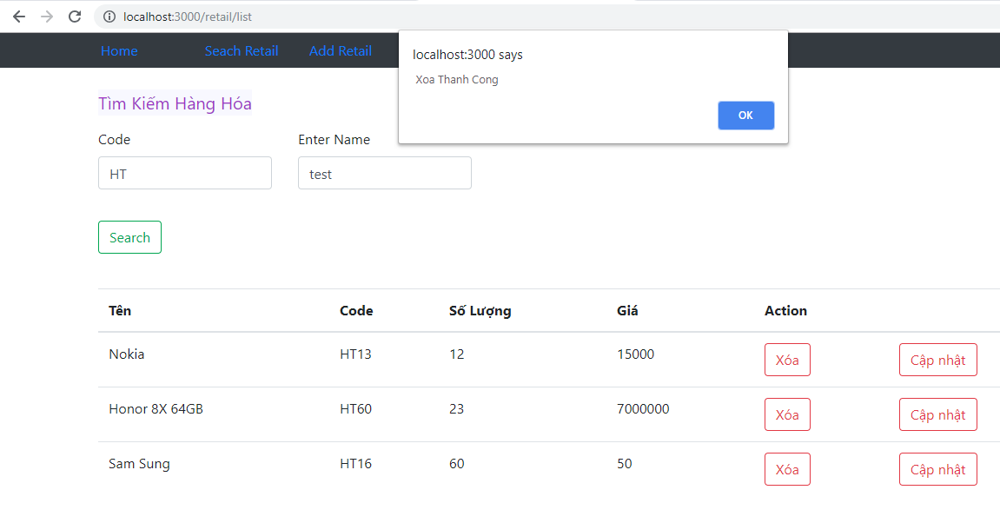 localhost:3000/retail/list
Home Seach Retail Add Retail
localhost:3000 says
Xoa Thanh Cong
OK
Tìm Kiếm Hàng Hóa
Code Enter Name
HT test
Search
Tên Code Số Lượng Giá Action
Nokia HT13 12 15000 Xóa Cập nhật
Honor 8X 64GB HT60 23 7000000 Xóa Cập nhật
Sam Sung HT16 60 50 Xóa Cập nhật